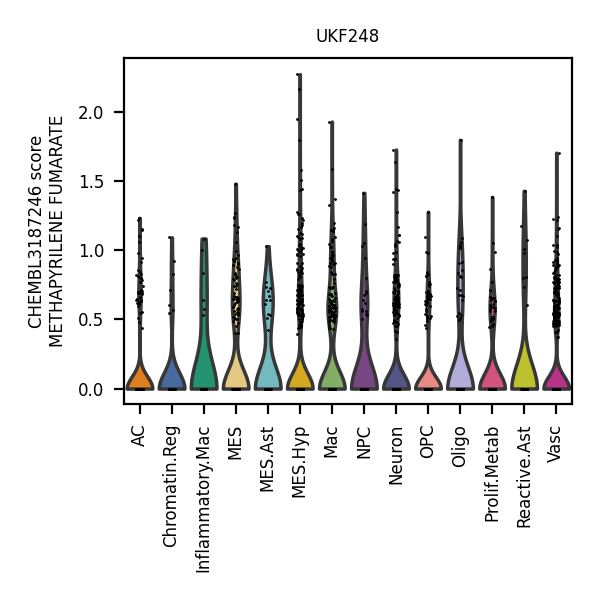 UKF248
CHEMBL3187246 score
METHAPYRILENE FUMARATE
2.0
1.5
1.0
0.5
0.0
AC
Chromatin.Reg
Inflammatory.Mac
MES
MES.Ast
MES.Hyp
Mac
NPC
Neuron
OPC
Oligo
Prolif.Metab
Reactive.Ast
Vasc